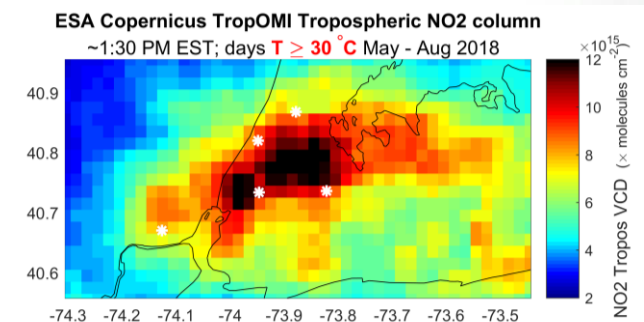 ESA Copernicus TropOMI Tropospheric NO2 column
~1:30 PM EST; days T ≥ 30 °C May - Aug 2018
×10^15
12
10
8
6
4
2
NO2 Tropos VCD (× molecules cm⁻²)
40.9
40.8
40.7
40.6
-74.3 -74.2 -74.1 -74 -73.9 -73.8 -73.7 -73.6 -73.5